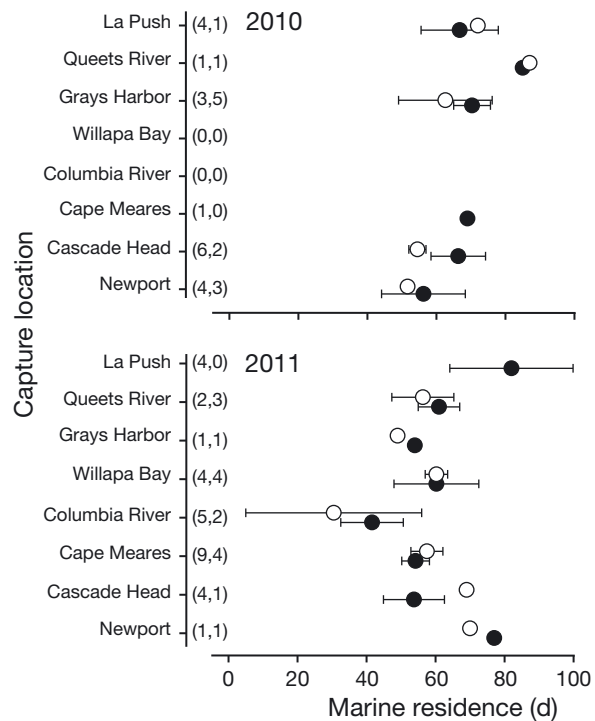 Capture location
2010
La Push (4,1)
Queets River (1,1)
Grays Harbor (3,5)
Willapa Bay (0,0)
Columbia River (0,0)
Cape Meares (1,0)
Cascade Head (6,2)
Newport (4,3)
2011
La Push (4,0)
Queets River (2,3)
Grays Harbor (1,1)
Willapa Bay (4,4)
Columbia River (5,2)
Cape Meares (9,4)
Cascade Head (4,1)
Newport (1,1)
0 20 40 60 80 100
Marine residence (d)